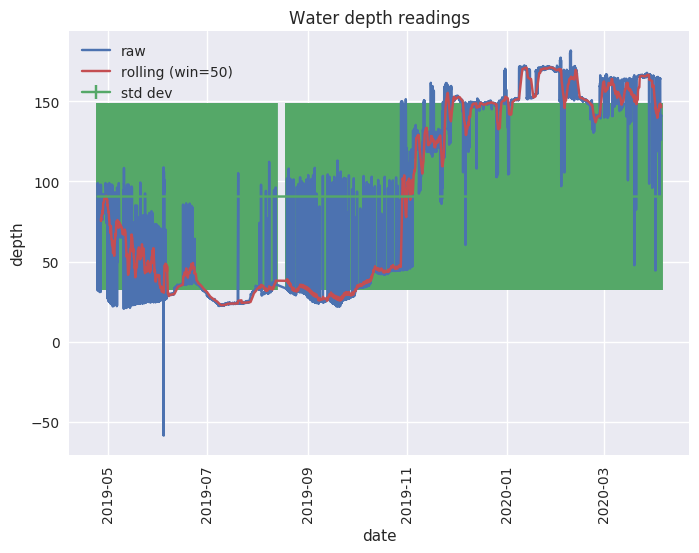 Water depth readings
raw
rolling (win=50)
std dev
150
100
50
0
−50
depth
2019-05
2019-07
2019-09
2019-11
2020-01
2020-03
date